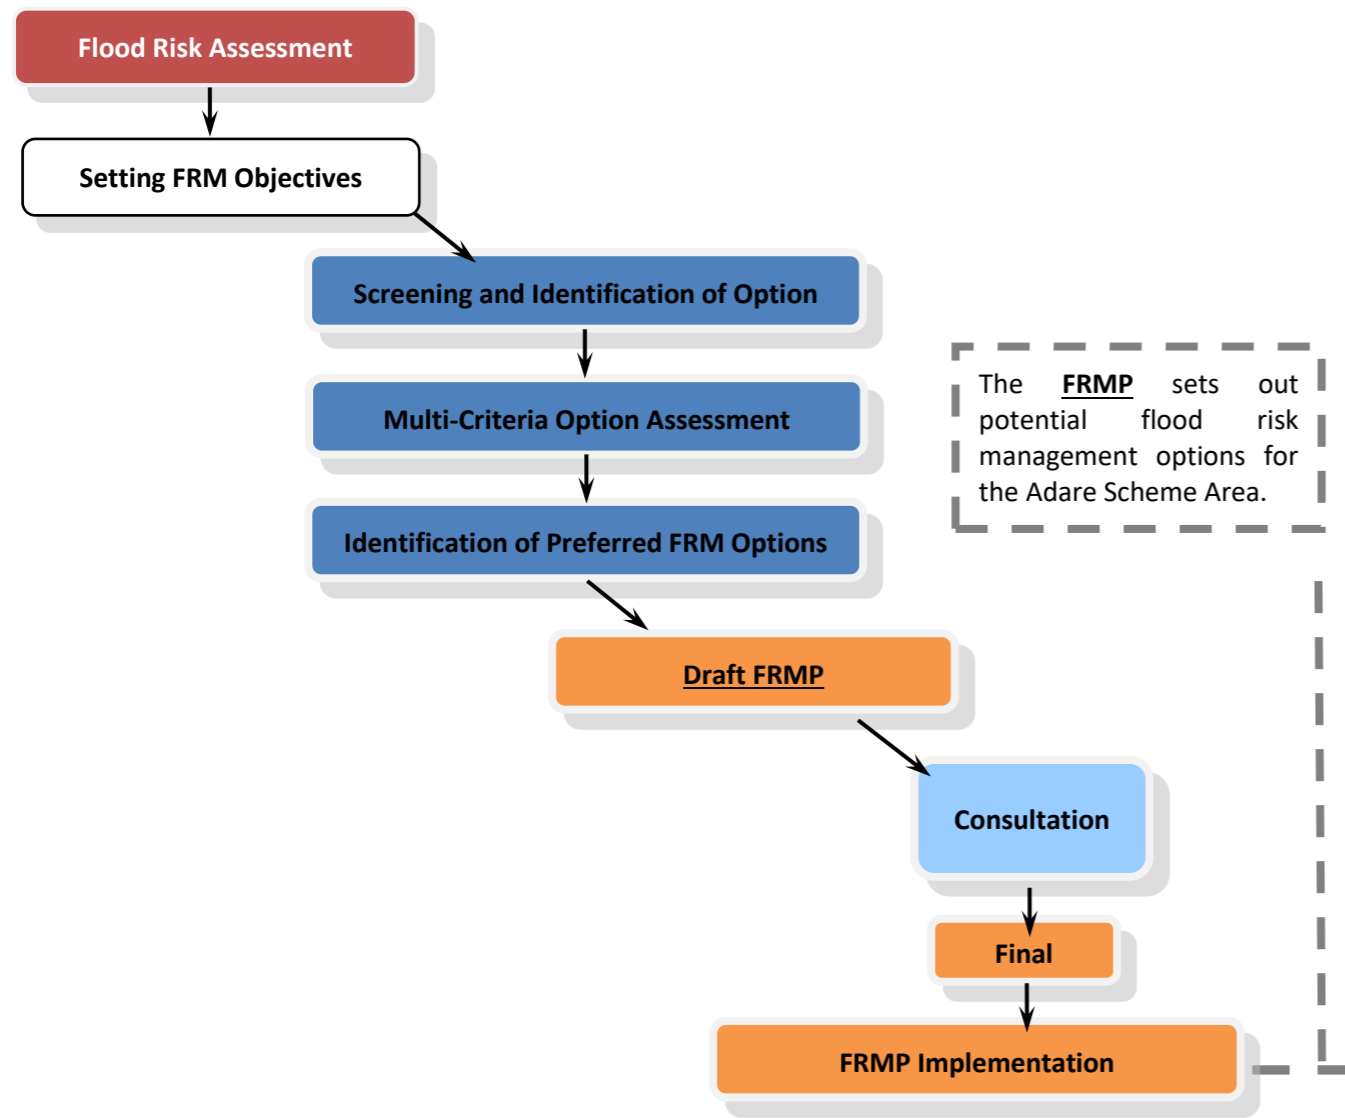 Flood Risk Assessment
Setting FRM Objectives
Screening and Identification of Option
Multi-Criteria Option Assessment
The FRMP sets out
potential flood risk
management options for
the Adare Scheme Area.
Identification of Preferred FRM Options
Draft FRMP
Consultation
Final
FRMP Implementation